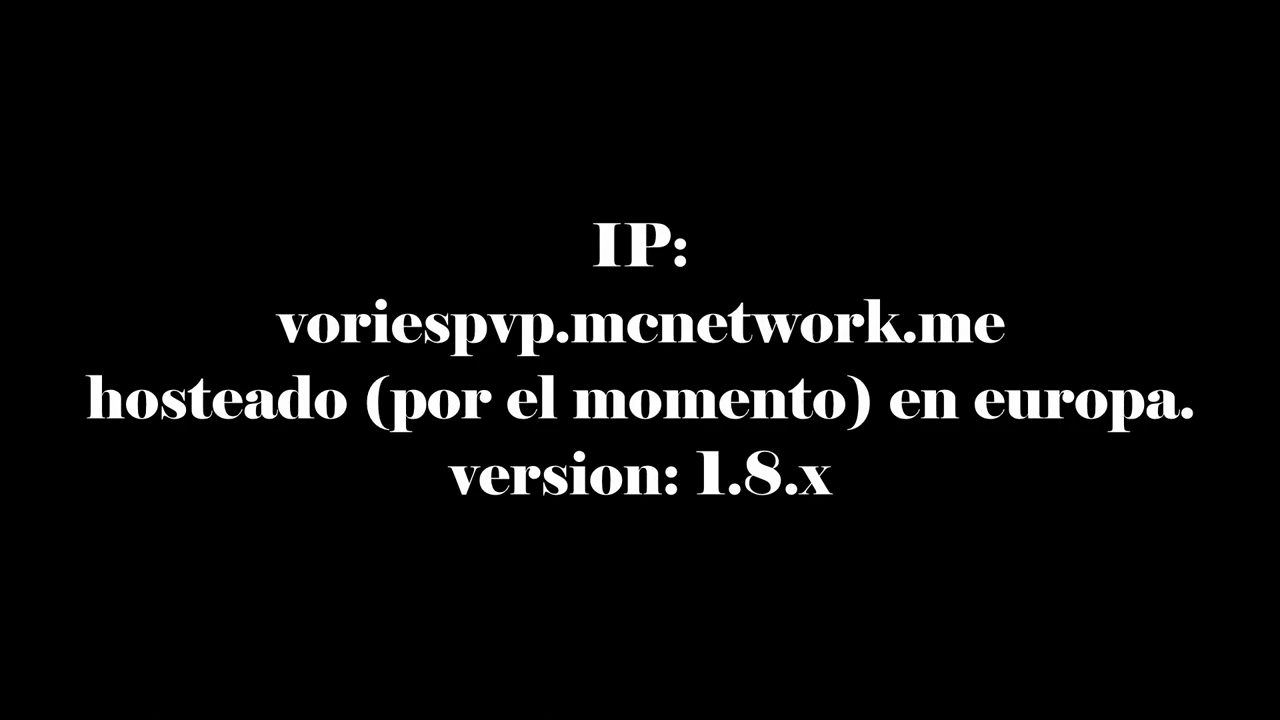 IP:
voriespvp.mcnetwork.me
hosteado (por el momento) en europa.
version: 1.8.x